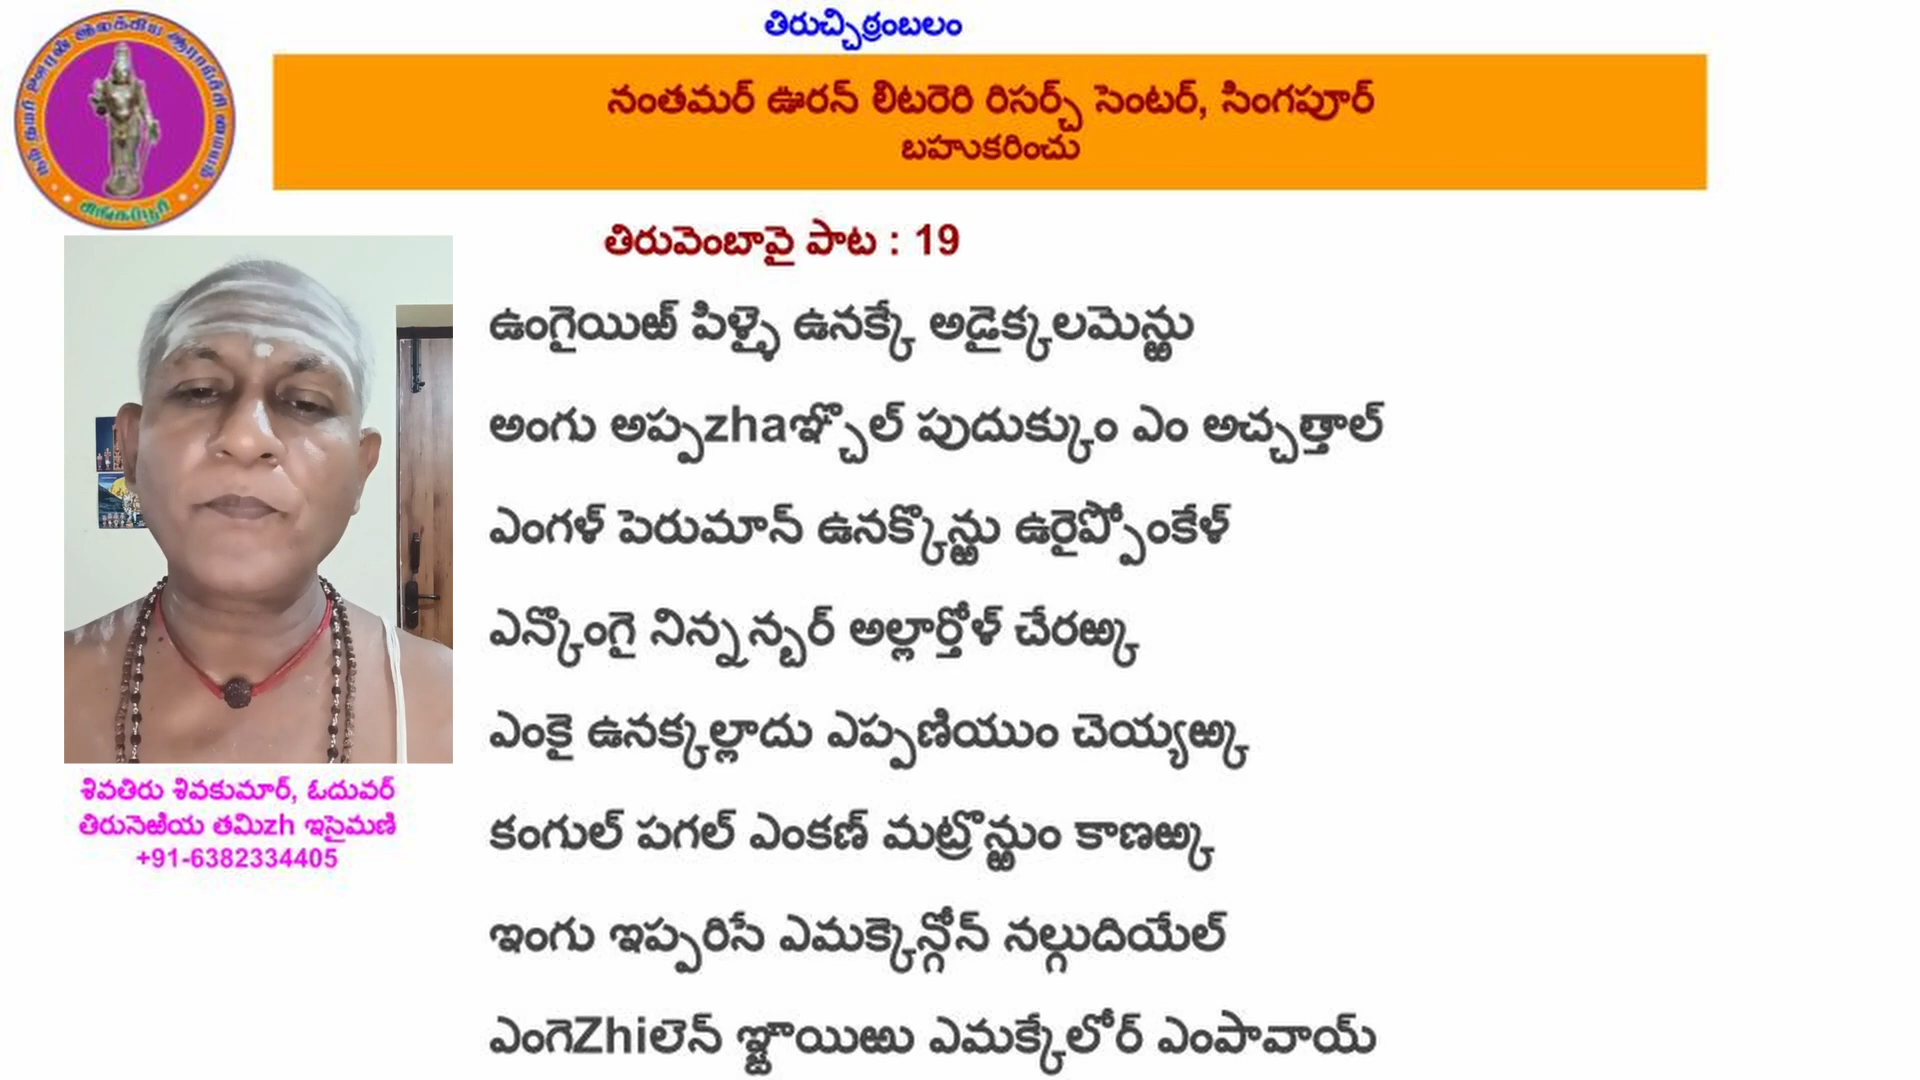 తిరుచ్చిఠ్రంబలం
నంతమర్ ఊరన్ లిటరెరి రిసర్చ్ సెంటర్, సింగపూర్
బహుకరించు
తిరువెంబావై పాట : 19
ఉంగైయిఱ్ పిళ్ళై ఉనక్కే అడైక్కలమెన్ఱు
అంగు అప్పzhaఞ్చొల్ పుదుక్కుం ఎం అచ్చత్తాల్
ఎంగళ్ పెరుమాన్ ఉనక్కొన్ఱు ఉరైప్పోంకేళ్
ఎన్కొంగై నిన్నన్బర్ అల్లార్తోళ్ చేరఱ్క
ఎంకై ఉనక్కల్లాదు ఎప్పణియుం చెయ్యఱ్క
కంగుల్ పగల్ ఎంకణ్ మట్రొన్ఱుం కాణఱ్క
ఇంగు ఇప్పరిసే ఎమక్కెన్గోన్ నల్గుదియేల్
ఎంగెZhiలెన్ ఞ్ఞాయిఱు ఎమక్కేలోర్ ఎంపావాయ్
శివతిరు శివకుమార్, ఓదువర్
తిరునెఱియ తమిzh ఇసైమణి
+91-6382334405